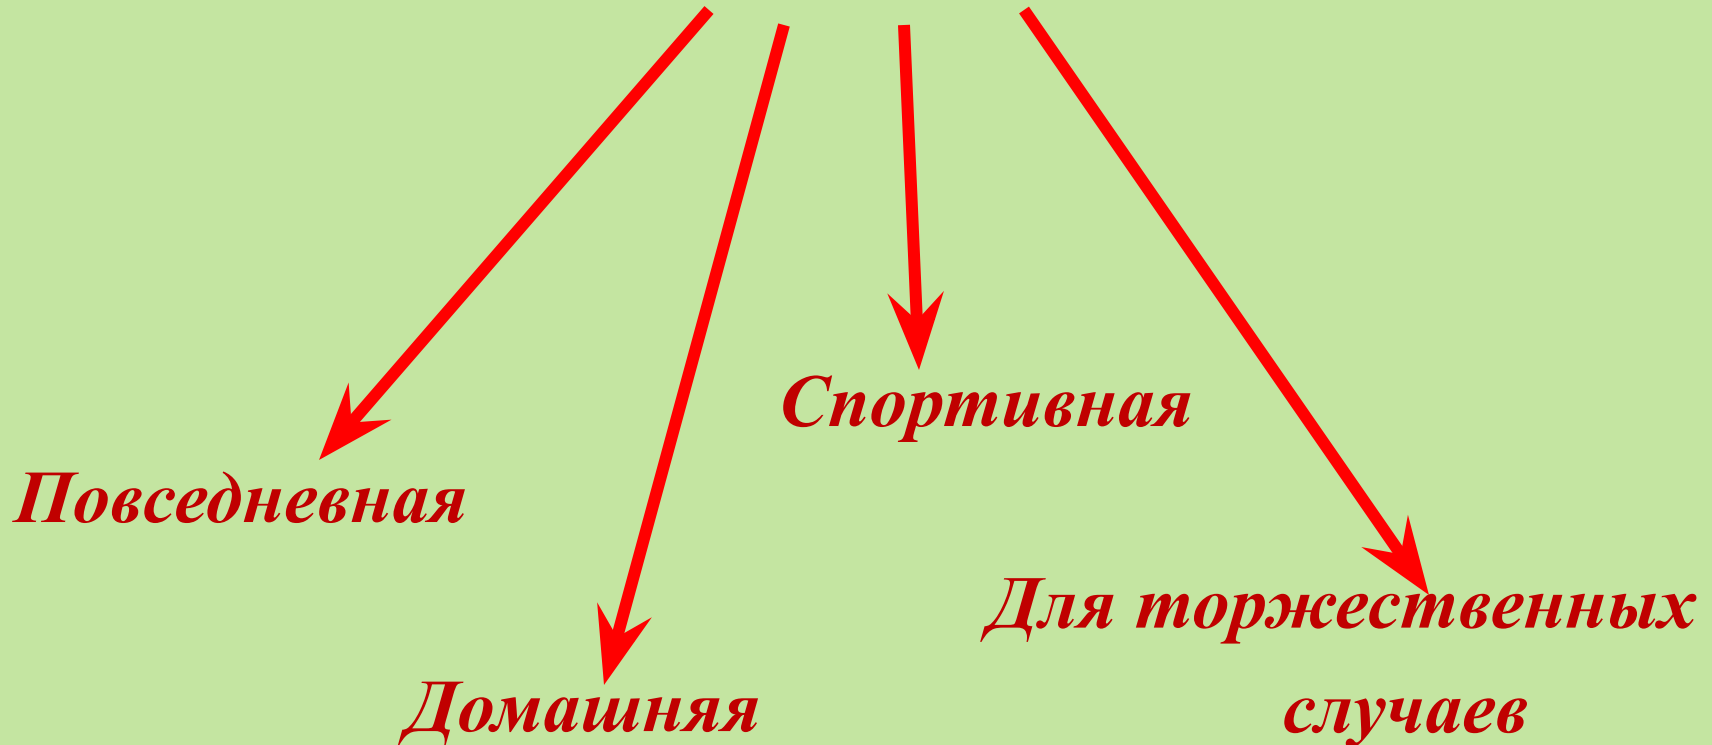 Спортивная
Повседневная
Для торжественных
случаев
Домашняя